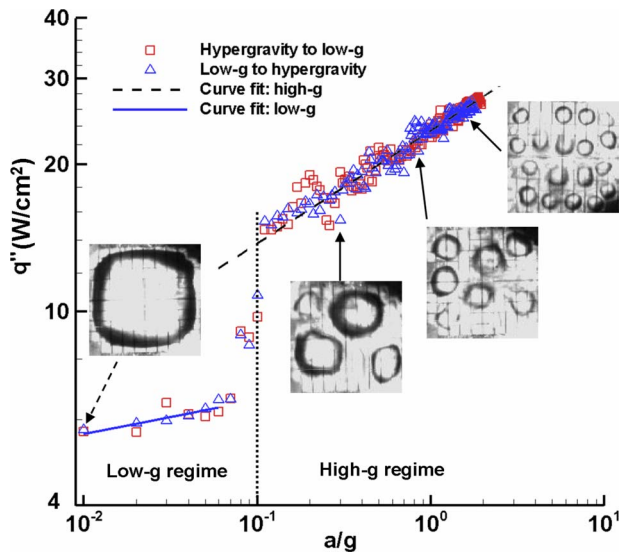 40
30
20
10
4
q"(W/cm²)
Hypergravity to low-g
Low-g to hypergravity
Curve fit: high-g
Curve fit: low-g
Low-g regime
High-g regime
10⁻²
10⁻¹
10⁰
10¹
a/g